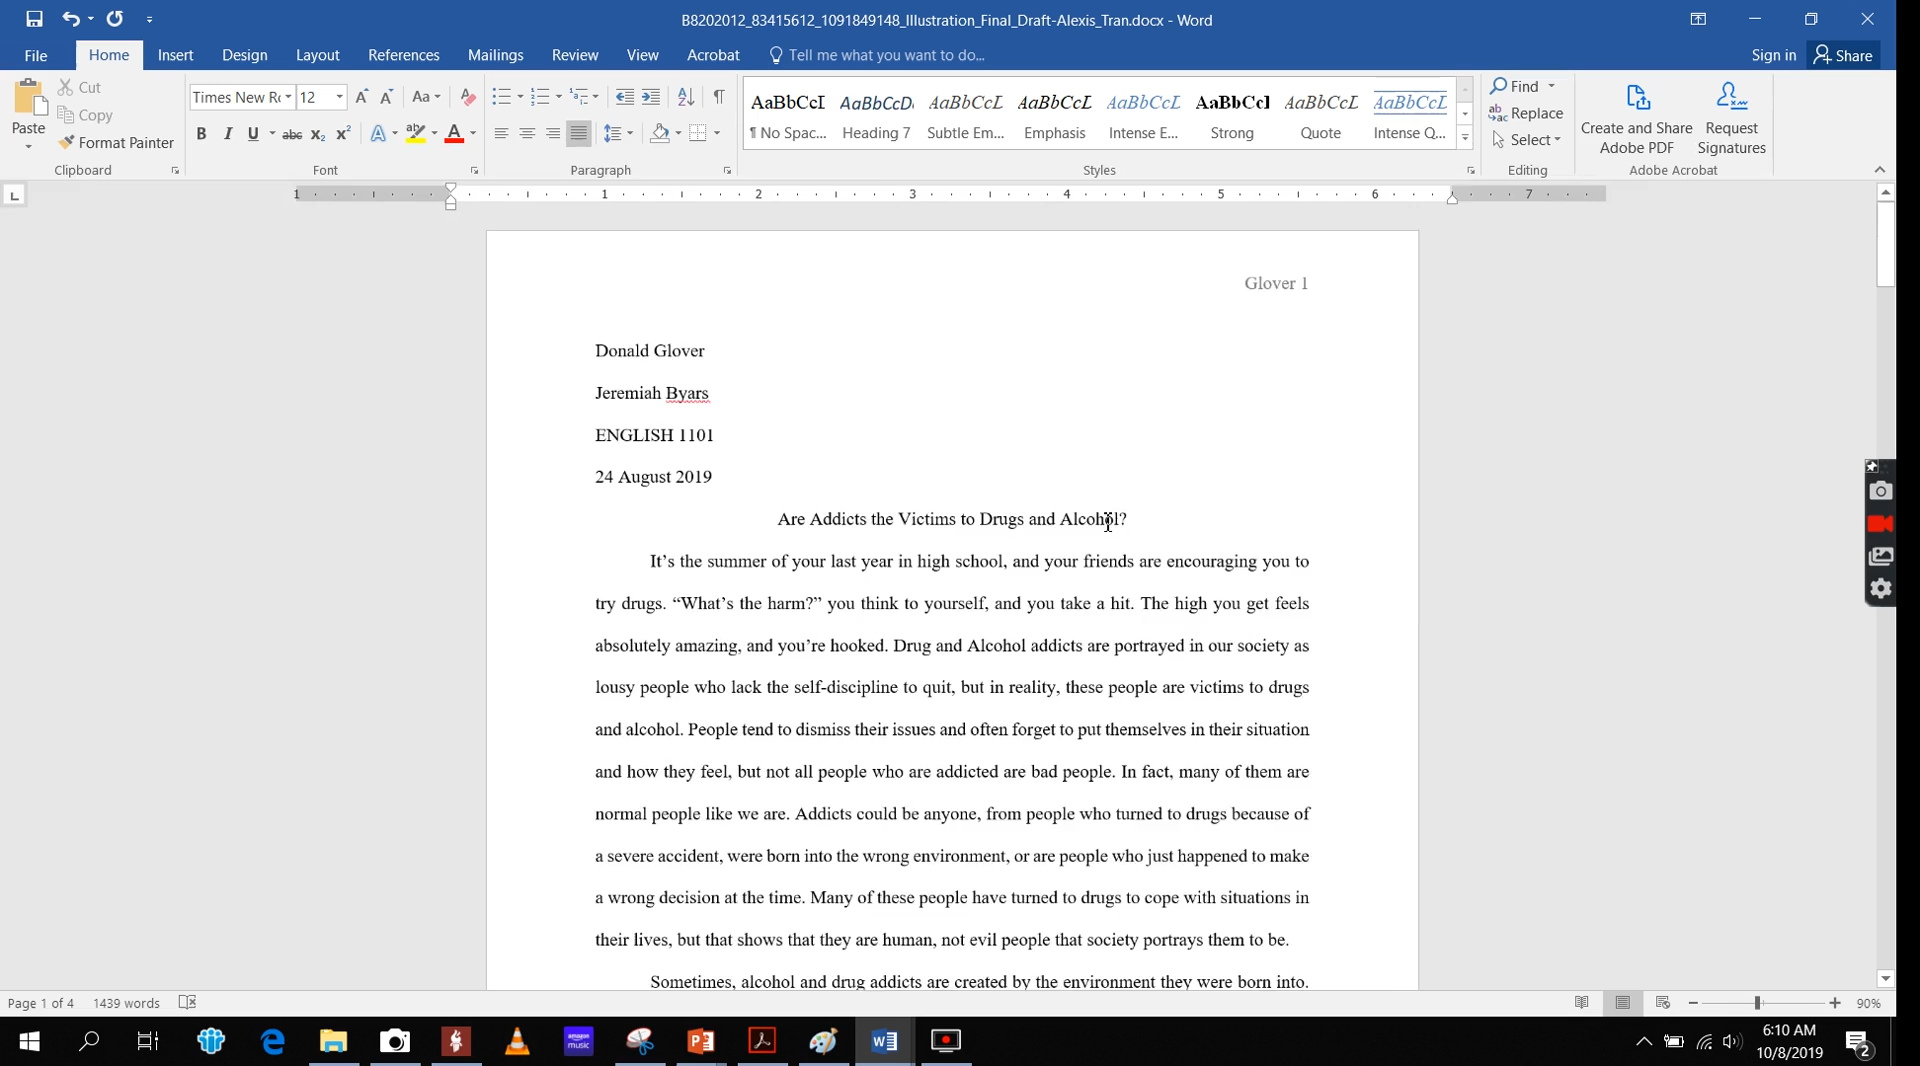 B8202012_83415612_1091849148_Illustration_Final_Draft-Alexis_Tran.docx - Word
File Home Insert Design Layout References Mailings Review View Acrobat Tell me what you want to do... Sign in Share
Paste
Cut
Copy
Format Painter
Clipboard
Times New Ro 12
Font
Paragraph
AaBbCcI AaBbCcDi AaBbCcL AaBbCcL AaBbCcL AaBbCcI AaBbCcL AaBbCcL
¶ No Spac... Heading 7 Subtle Em... Emphasis Intense E... Strong Quote Intense Q...
Styles
Find
Replace
Select
Editing
Create and Share
Adobe PDF
Request
Signatures
Adobe Acrobat
1 1 2 3 4 5 6 7
Glover 1
Donald Glover
Jeremiah Byars
ENGLISH 1101
24 August 2019
Are Addicts the Victims to Drugs and Alcohol?
It’s the summer of your last year in high school, and your friends are encouraging you to
try drugs. “What’s the harm?” you think to yourself, and you take a hit. The high you get feels
absolutely amazing, and you’re hooked. Drug and Alcohol addicts are portrayed in our society as
lousy people who lack the self-discipline to quit, but in reality, these people are victims to drugs
and alcohol. People tend to dismiss their issues and often forget to put themselves in their situation
and how they feel, but not all people who are addicted are bad people. In fact, many of them are
normal people like we are. Addicts could be anyone, from people who turned to drugs because of
a severe accident, were born into the wrong environment, or are people who just happened to make
a wrong decision at the time. Many of these people have turned to drugs to cope with situations in
their lives, but that shows that they are human, not evil people that society portrays them to be.
Sometimes, alcohol and drug addicts are created by the environment they were born into.
Page 1 of 4 1439 words 90%
amazon music
6:10 AM
10/8/2019
2